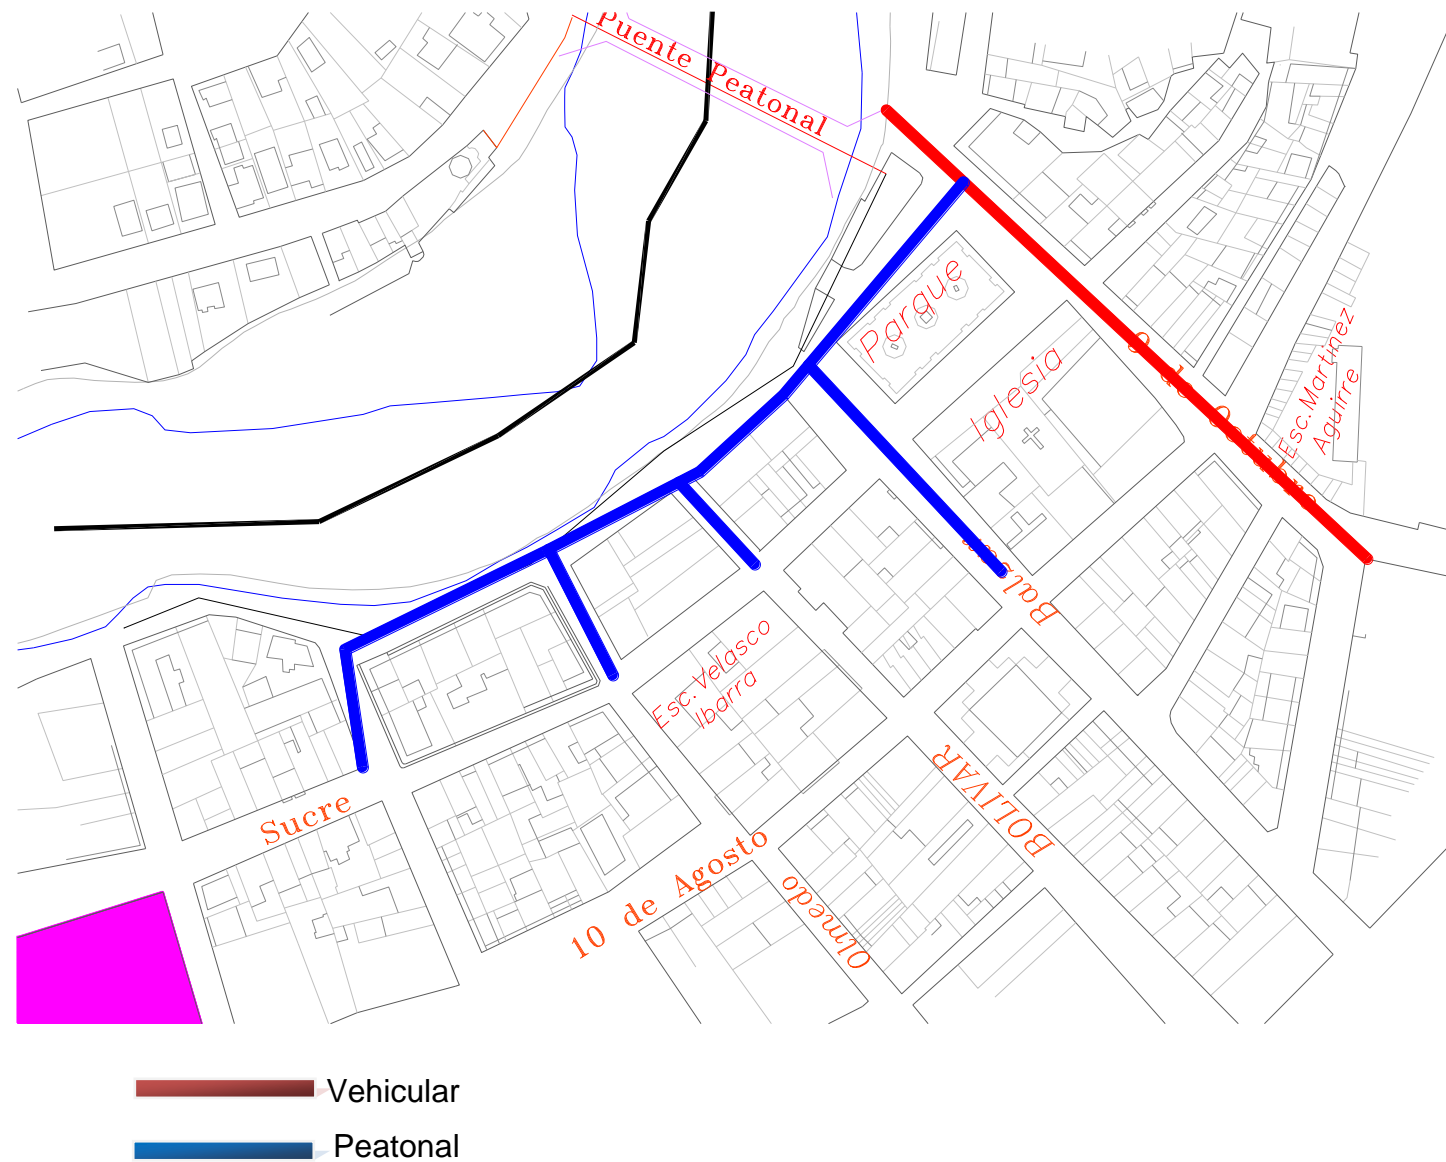 Puente Peatonal
Parque
Iglesia
9 de Octubre
Esc. Martinez
Aguirre
Esc. Velasco
Ibarra
BOLIVAR
Sucre
10 de Agosto
Olmedo
Vehicular
Peatonal